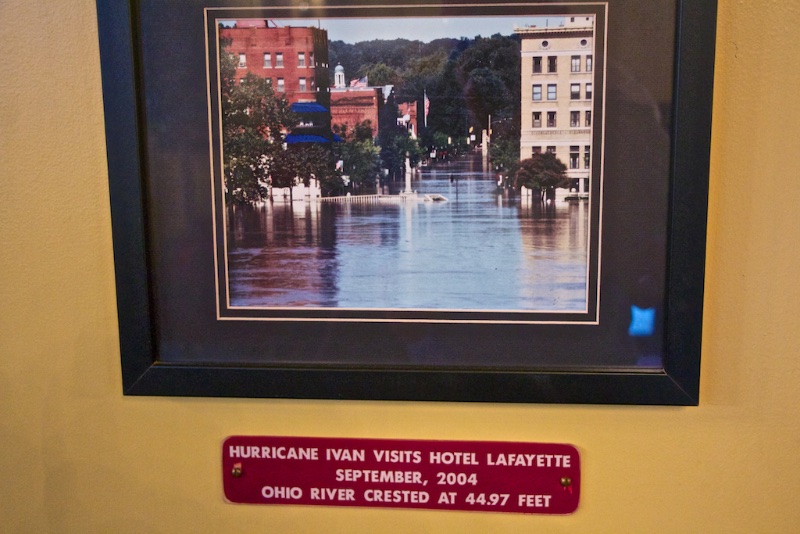 HURRICANE IVAN VISITS HOTEL LAFAYETTE
SEPTEMBER, 2004
OHIO RIVER CRESTED AT 44.97 FEET